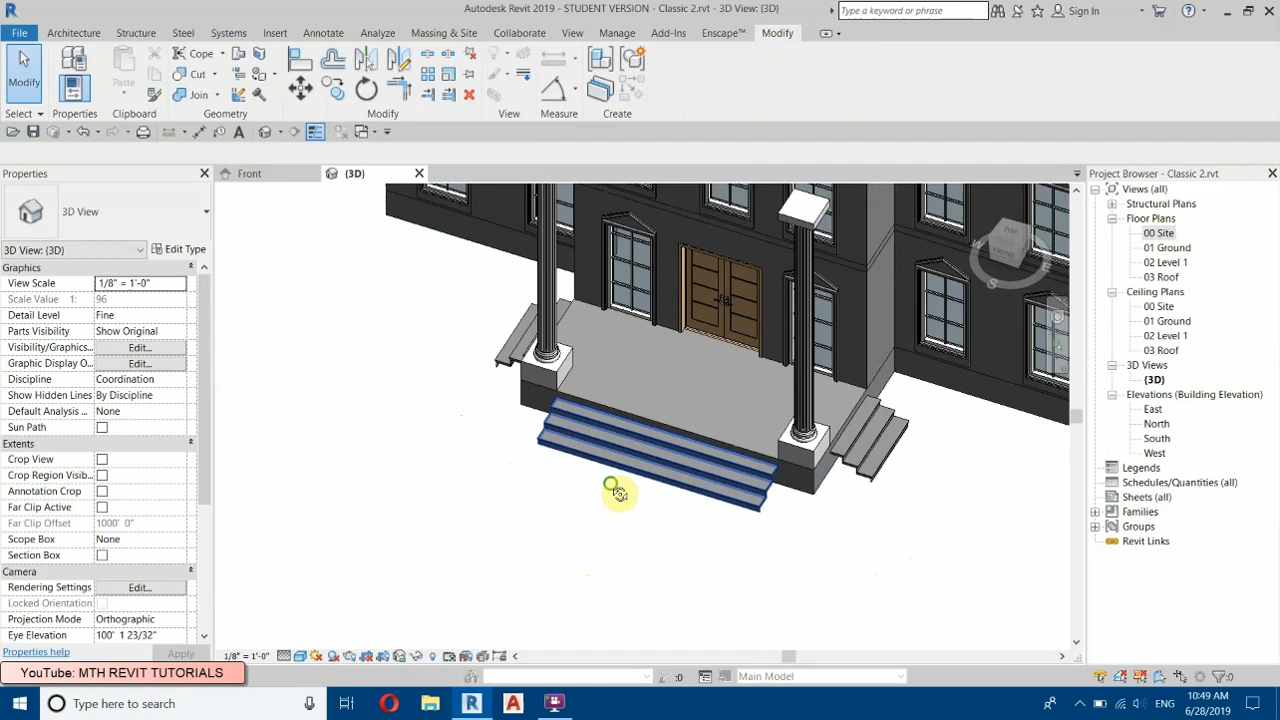 Autodesk Revit 2019 - STUDENT VERSION - Classic 2.rvt - 3D View: {3D}
Type a keyword or phrase
Sign In
File
Architecture
Structure
Steel
Systems
Insert
Annotate
Analyze
Massing & Site
Collaborate
View
Manage
Add-Ins
Enscape™
Modify
Modify
Paste
Cope
Cut
Join
Select
Properties
Clipboard
Geometry
Modify
View
Measure
Create
Properties
Front
{3D}
Project Browser - Classic 2.rvt
3D View
3D View: {3D}
Edit Type
Graphics
View Scale 1/8" = 1'-0"
Scale Value 1: 96
Detail Level Fine
Parts Visibility Show Original
Visibility/Graphics... Edit...
Graphic Display O... Edit...
Discipline Coordination
Show Hidden Lines By Discipline
Default Analysis ... None
Sun Path
Extents
Crop View
Crop Region Visib...
Annotation Crop
Far Clip Active
Far Clip Offset 1000' 0"
Scope Box None
Section Box
Camera
Rendering Settings Edit...
Locked Orientation
Projection Mode Orthographic
Eye Elevation 100' 1 23/32"
Properties help
Apply
TOP
FRONT
W
S
E
Views (all)
Structural Plans
Floor Plans
00 Site
01 Ground
02 Level 1
03 Roof
Ceiling Plans
00 Site
01 Ground
02 Level 1
03 Roof
3D Views
{3D}
Elevations (Building Elevation)
East
North
South
West
Legends
Schedules/Quantities (all)
Sheets (all)
Families
Groups
Revit Links
1/8" = 1'-0"
YouTube: MTH REVIT TUTORIALS
:0
Main Model
:0
Type here to search
ENG
10:49 AM
6/28/2019